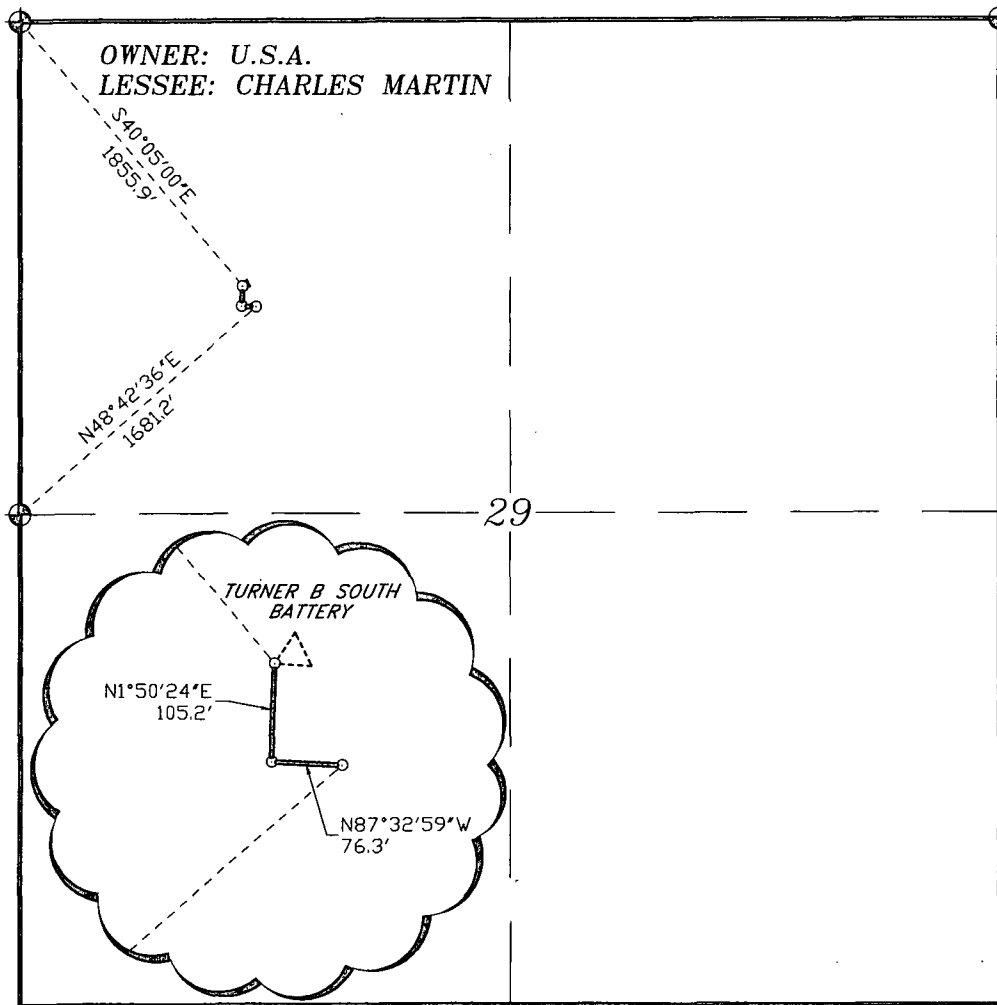 OWNER: U.S.A.
LESSEE: CHARLES MARTIN
S40°05'00"E
1855.9'
N48°42'36"E
1681.2'
29
TURNER B SOUTH
BATTERY
N1°50'24"E
105.2'
N87°32'59"W
76.3'